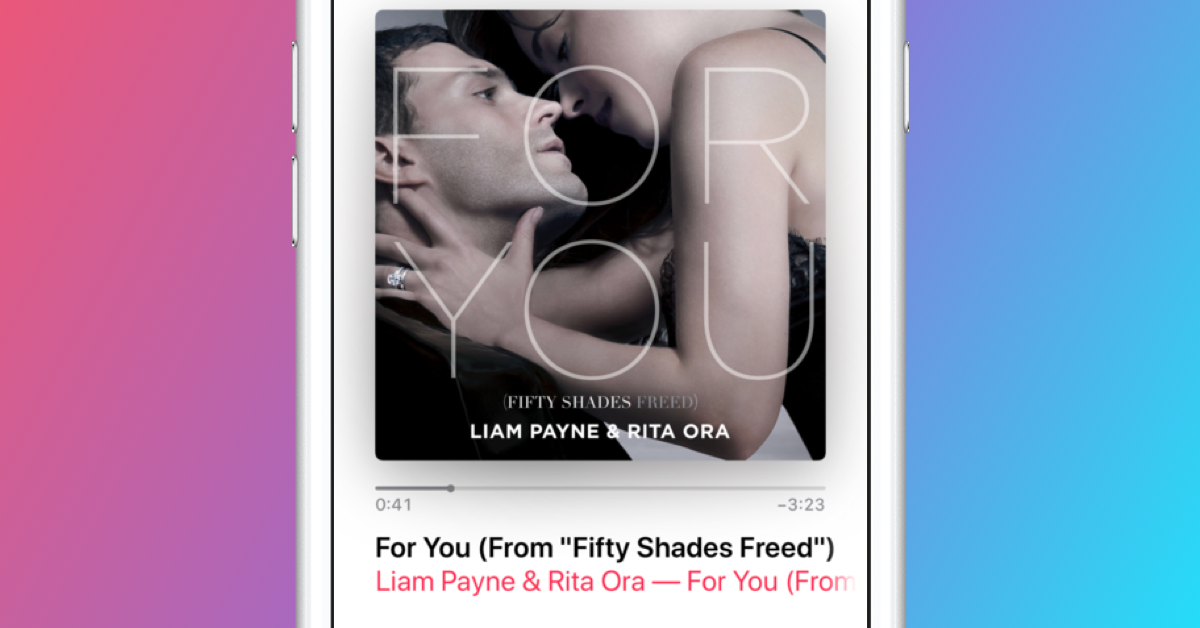 FOR
YOU
(FIFTY SHADES FREED)
LIAM PAYNE & RITA ORA
0:41
-3:23
For You (From "Fifty Shades Freed")
Liam Payne & Rita Ora — For You (From